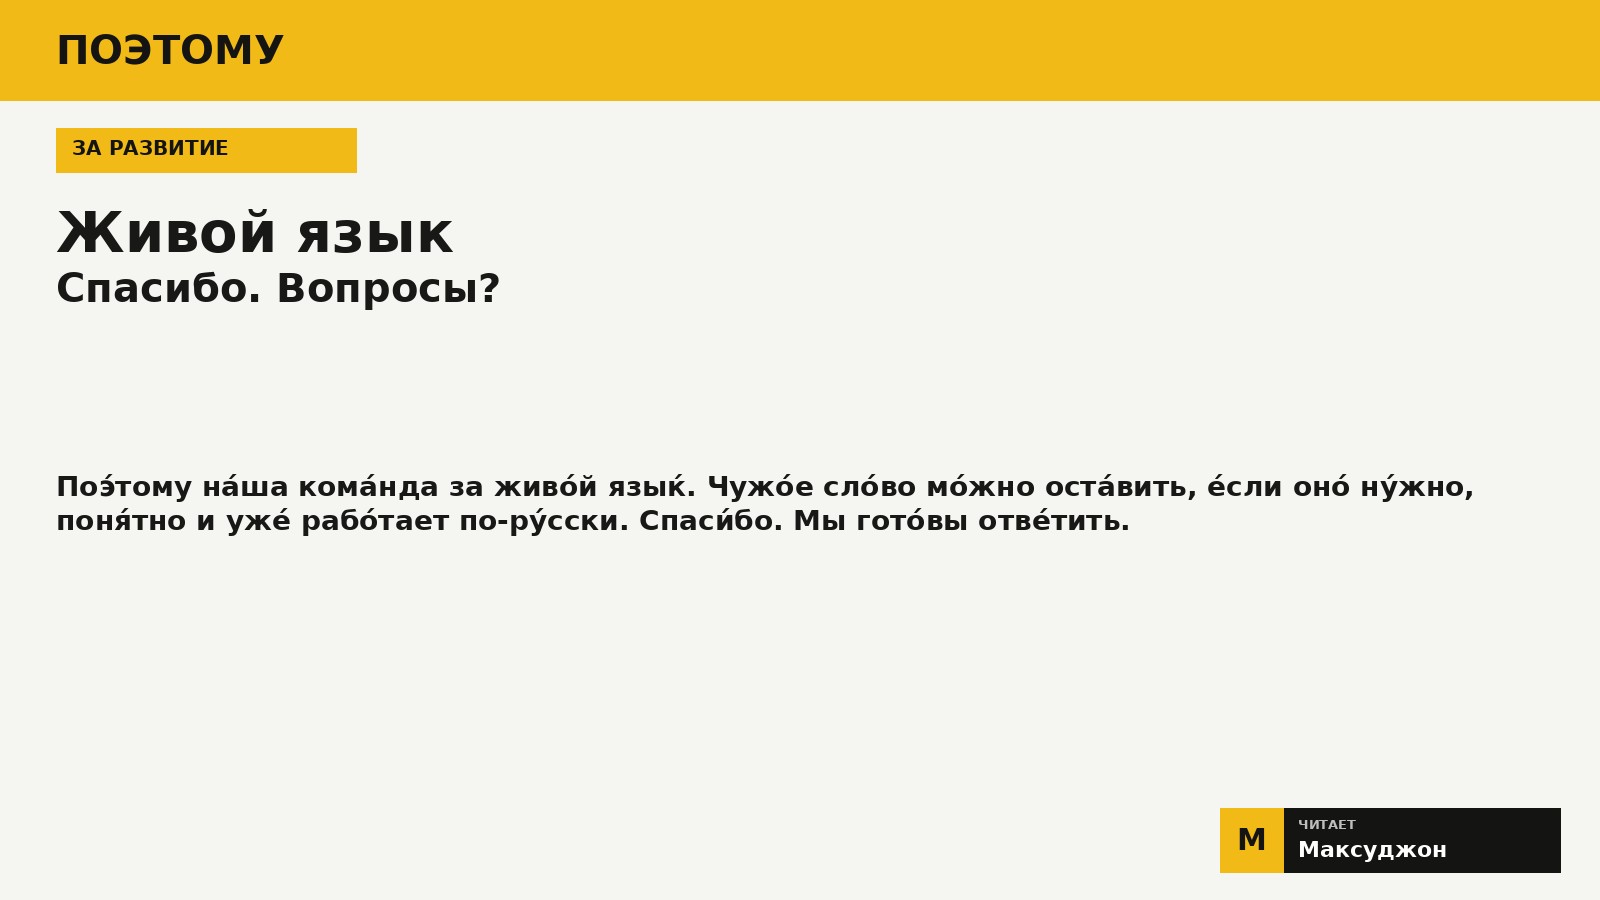 ПОЭТОМУ
ЗА РАЗВИТИЕ
Живой язык
Спасибо. Вопросы?
Поэ́тому на́ша кома́нда за живо́й языќ. Чужо́е сло́во мо́жно оста́вить, е́сли оно́ ну́жно,
поня́тно и уже́ рабо́тает по-ру́сски. Спаси́бо. Мы гото́вы отве́тить.
М
ЧИТАЕТ
Максуджон